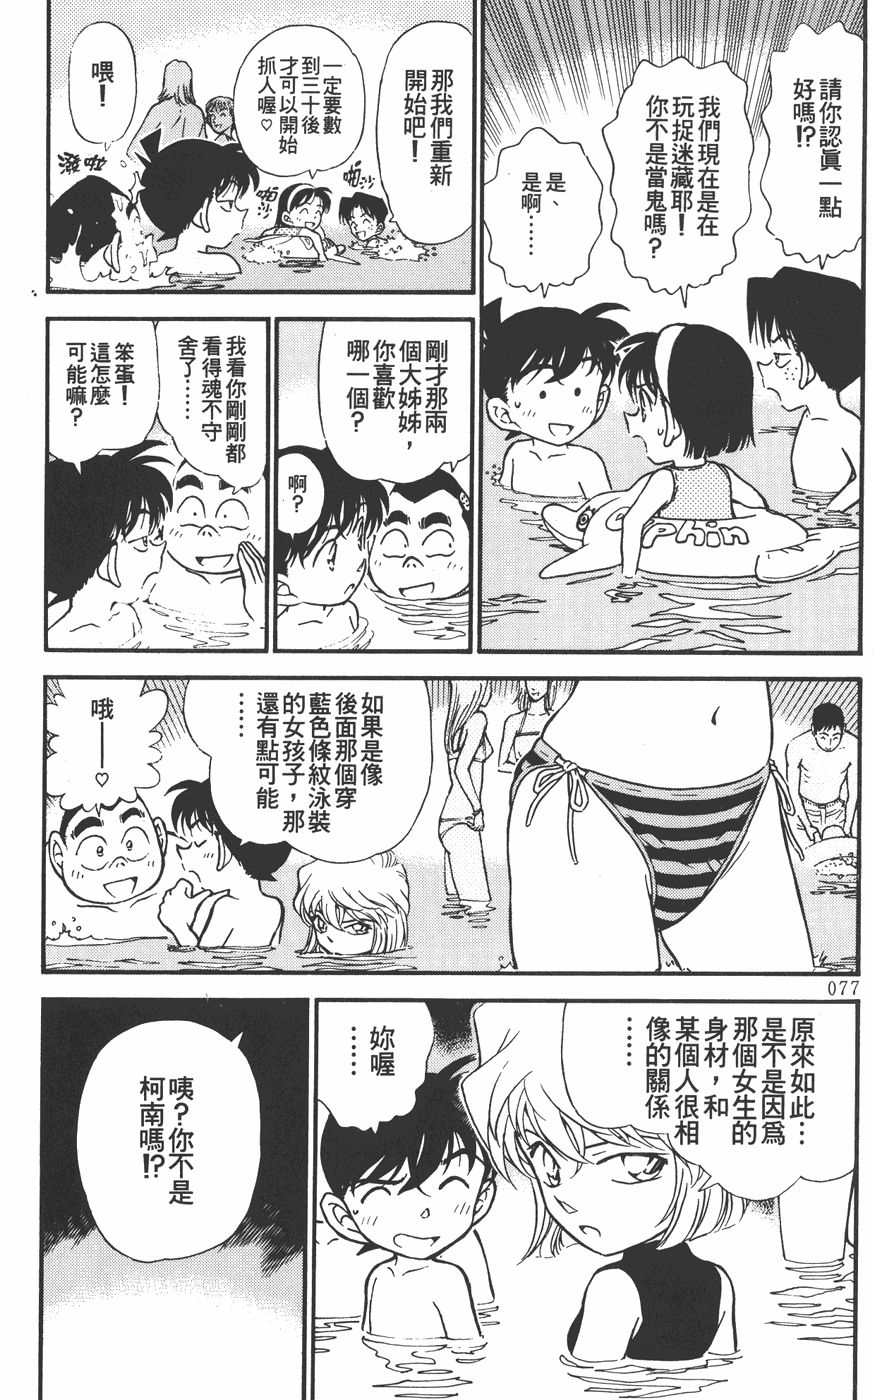 請你認真一點
好嗎!?
我們現在是在
玩捉迷藏耶!
你不是當鬼嗎?
是、
是啊……
phin
那我們重新
開始吧!
一定要數
到三十後
才可以開始
抓人喔♡
喂!
啪沙
啪沙
潑啦
剛才那兩
個大姊姊,
你喜歡
哪一個?
啊?
我看你剛剛都
看得魂不守
舍了……
笨蛋!
這怎麼
可能嘛?
如果是像
後面那個穿
藍色條紋泳裝
的女孩子,那
還有點可能
……
哦——♡
077
原來如此…
是不是因為
那個女生的
身材,和
某個人很相
像的關係
……
妳喔
……
咦?你不是
柯南嗎!?